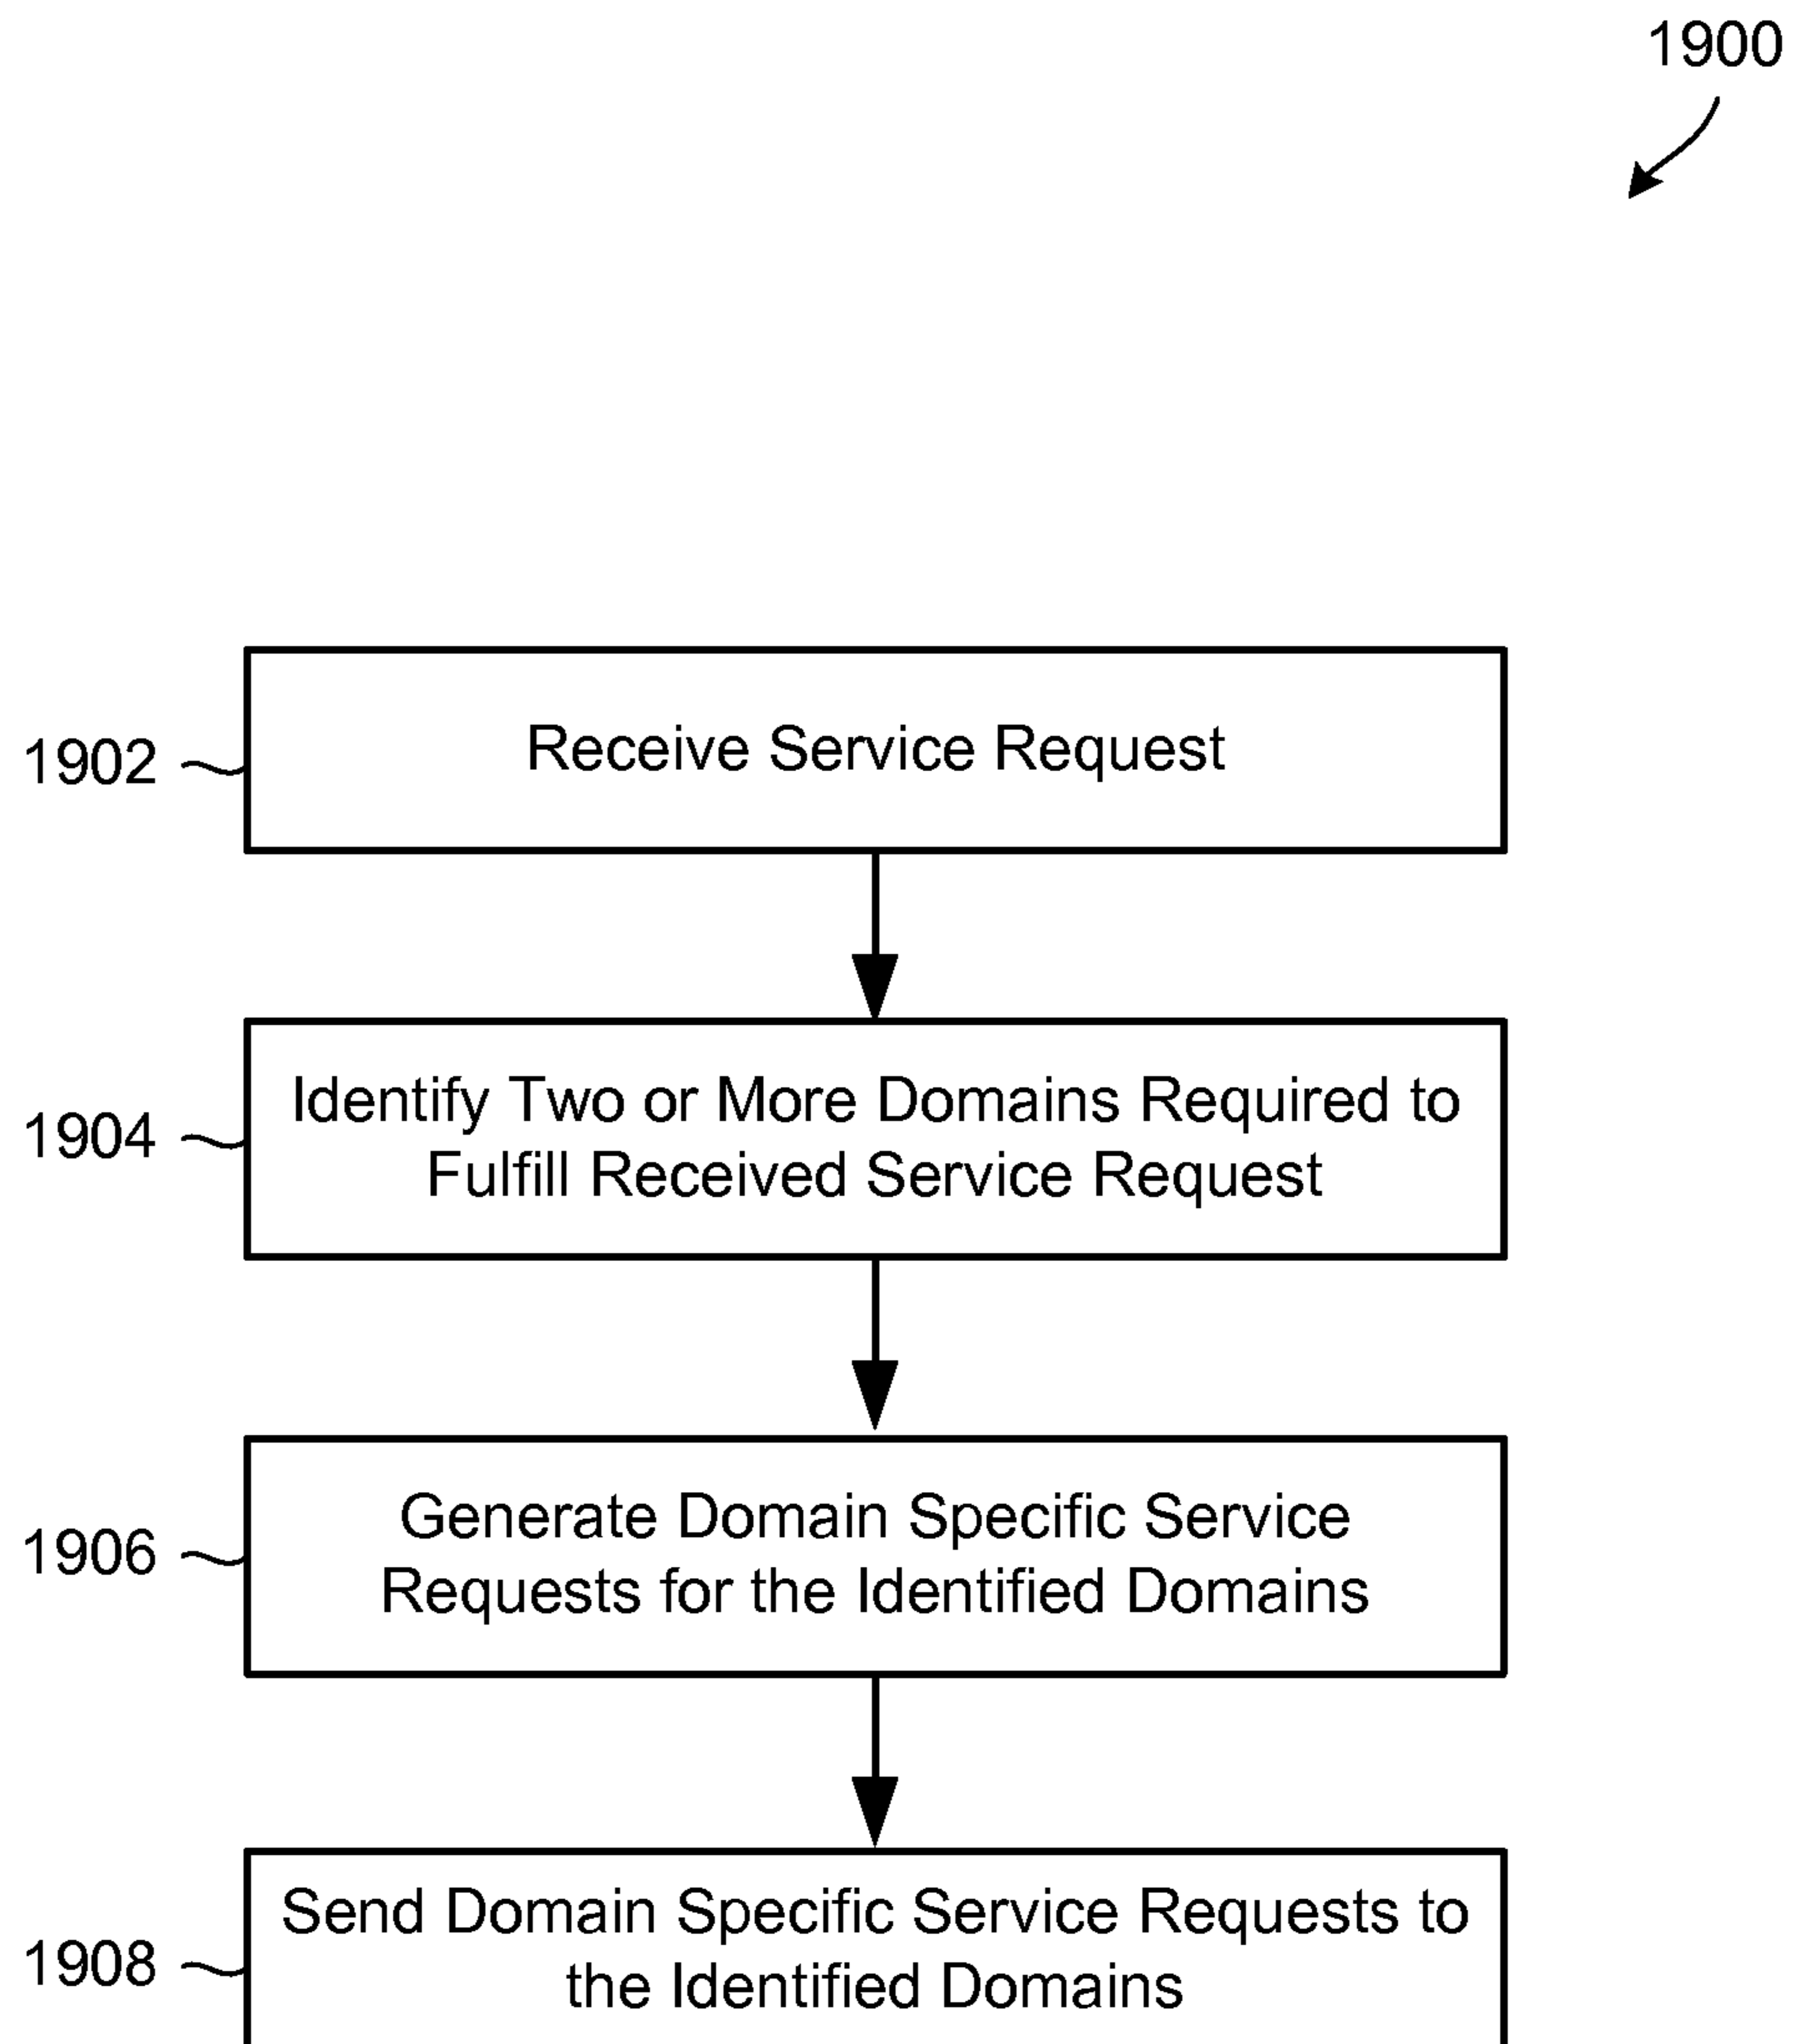 1900
1902
Receive Service Request
1904
Identify Two or More Domains Required to
Fulfill Received Service Request
1906
Generate Domain Specific Service
Requests for the Identified Domains
1908
Send Domain Specific Service Requests to
the Identified Domains